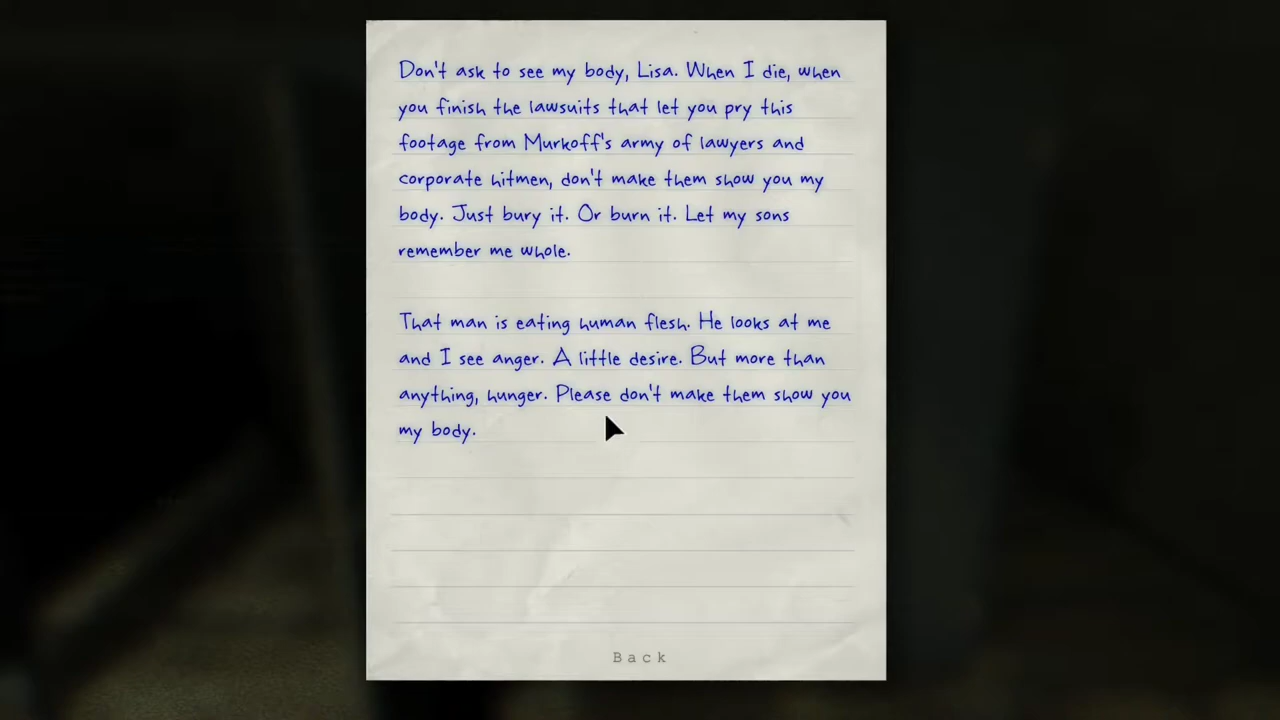 Don't ask to see my body, Lisa. When I die, when
you finish the lawsuits that let you pry this
footage from Murkoff's army of lawyers and
corporate hitmen, don't make them show you my
body. Just bury it. Or burn it. Let my sons
remember me whole.
That man is eating human flesh. He looks at me
and I see anger. A little desire. But more than
anything, hunger. Please don't make them show you
my body.
Back